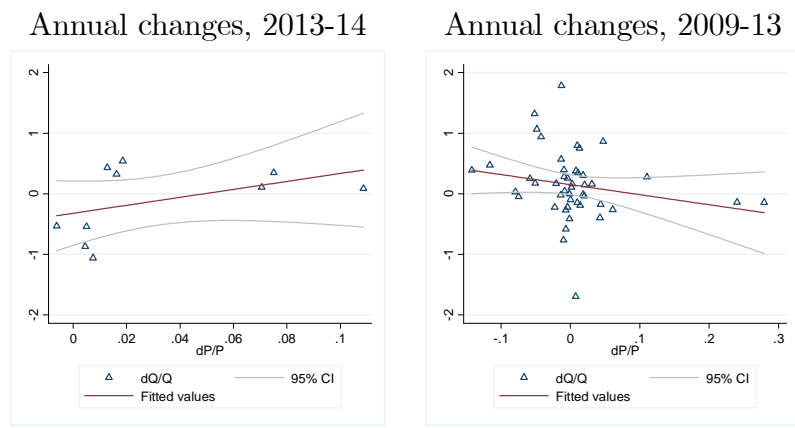 Annual changes, 2013-14
2
1
0
-1
-2
0
.02
.04
.06
.08
.1
dP/P
dQ/Q
95% CI
Fitted values
Annual changes, 2009-13
2
1
0
-1
-2
-.1
0
.1
.2
.3
dP/P
dQ/Q
95% CI
Fitted values